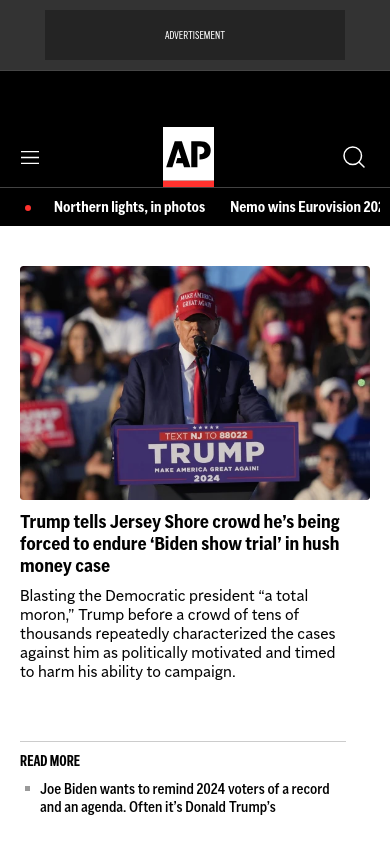 ADVERTISEMENT
AP
Northern lights, in photos
Nemo wins Eurovision 202
MAKE AMERICA
GREAT AGAIN
TEXT NJ TO 88022
TRUMP
MAKE AMERICA GREAT AGAIN!
2024
Trump tells Jersey Shore crowd he’s being
forced to endure ‘Biden show trial’ in hush
money case
Blasting the Democratic president “a total
moron,” Trump before a crowd of tens of
thousands repeatedly characterized the cases
against him as politically motivated and timed
to harm his ability to campaign.
READ MORE
Joe Biden wants to remind 2024 voters of a record
and an agenda. Often it’s Donald Trump’s